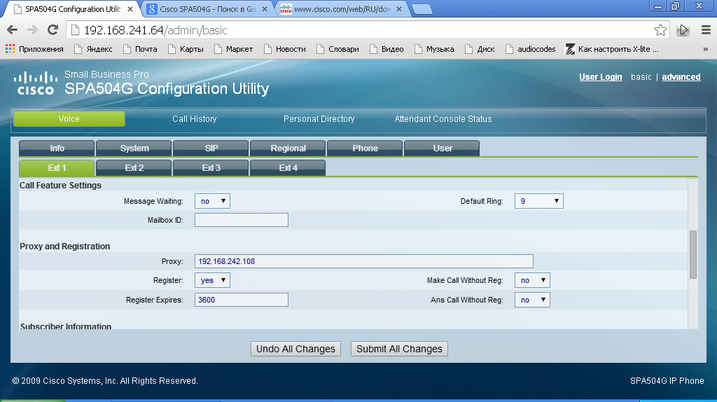 SPA504G Configuration Utili
Cisco SPA504G - Поиск в Go
www.cisco.com/web/RU/dow
192.168.241.64/admin/basic
Приложения Яндекс Почта Карты Маркет Новости Словари Видео Музыка Диск audiocodes Как настроить X-lite ...
Small Business Pro
cisco SPA504G Configuration Utility
User Login basic | advanced
Voice Call History Personal Directory Attendant Console Status
Info System SIP Regional Phone User
Ext 1 Ext 2 Ext 3 Ext 4
Call Feature Settings
Message Waiting: no Default Ring: 9
Mailbox ID:
Proxy and Registration
Proxy: 192.168.242.108
Register: yes Make Call Without Reg: no
Register Expires: 3600 Ans Call Without Reg: no
Subscriber Information
Undo All Changes Submit All Changes
© 2009 Cisco Systems, Inc. All Rights Reserved. SPA504G IP Phone